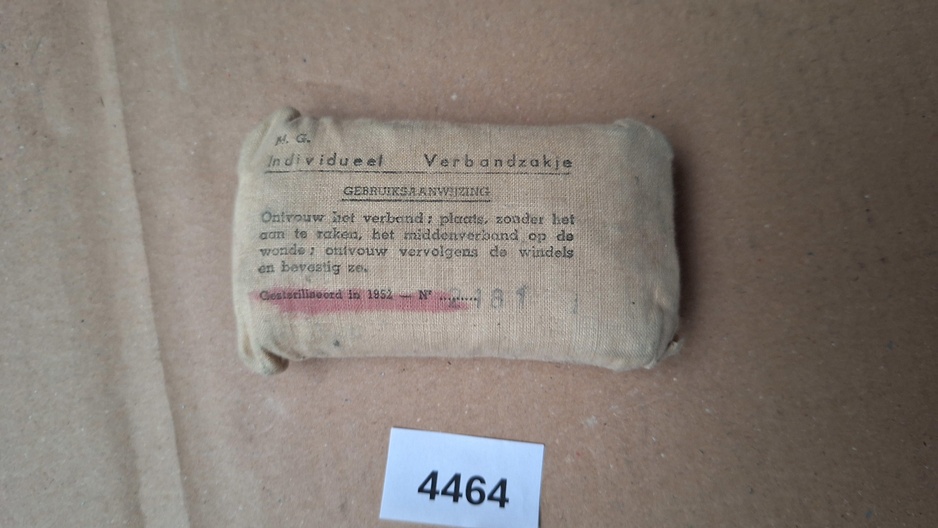 M. G.
Individueel Verbandzakje
GEBRUIKSAANWIJZING
Ontvouw het verband; plaats, zonder het
aan te raken, het middenverband op de
wonde; ontvouw vervolgens de windels
en bevestig ze.
Gesteriliseerd in 1952 — N° ..........
4464